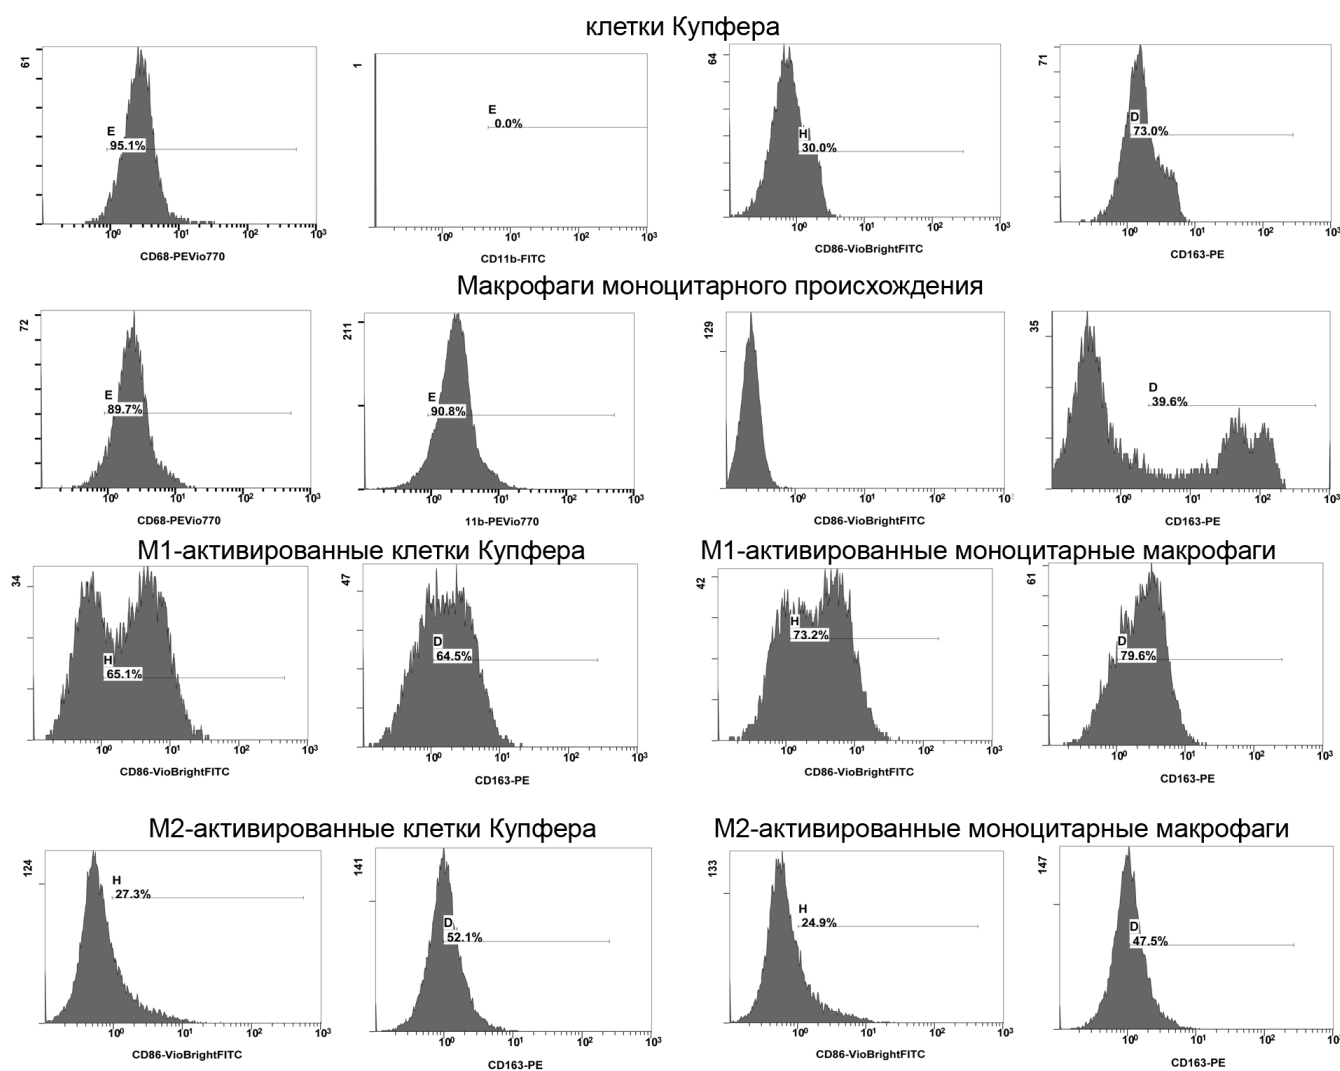 клетки Купфера
61
E
95.1%
10⁰ 10¹ 10² 10³
CD68-PEVio770
1
E
0.0%
10⁰ 10¹ 10² 10³
CD11b-FITC
64
H
30.0%
10⁰ 10¹ 10² 10³
CD86-VioBrightFITC
71
D
73.0%
10⁰ 10¹ 10² 10³
CD163-PE
Макрофаги моноцитарного происхождения
72
E
89.7%
10⁰ 10¹ 10² 10³
CD68-PEVio770
211
E
90.8%
10⁰ 10¹ 10² 10³
11b-PEVio770
129
10⁰ 10¹ 10² 10
CD86-VioBrightFITC
35
D
39.6%
10⁰ 10¹ 10² 10³
CD163-PE
М1-активированные клетки Купфера
34
H
65.1%
10⁰ 10¹ 10² 10³
CD86-VioBrightFITC
47
D
64.5%
10⁰ 10¹ 10² 10³
CD163-PE
М1-активированные моноцитарные макрофаги
42
H
73.2%
10⁰ 10¹ 10² 10³
CD86-VioBrightFITC
61
D
79.6%
10⁰ 10¹ 10² 10³
CD163-PE
М2-активированные клетки Купфера
124
H
27.3%
10⁰ 10¹ 10² 10³
CD86-VioBrightFITC
141
D
52.1%
10⁰ 10¹ 10² 10³
CD163-PE
М2-активированные моноцитарные макрофаги
133
H
24.9%
10⁰ 10¹ 10² 10³
CD86-VioBrightFITC
147
D
47.5%
10⁰ 10¹ 10² 10
CD163-PE